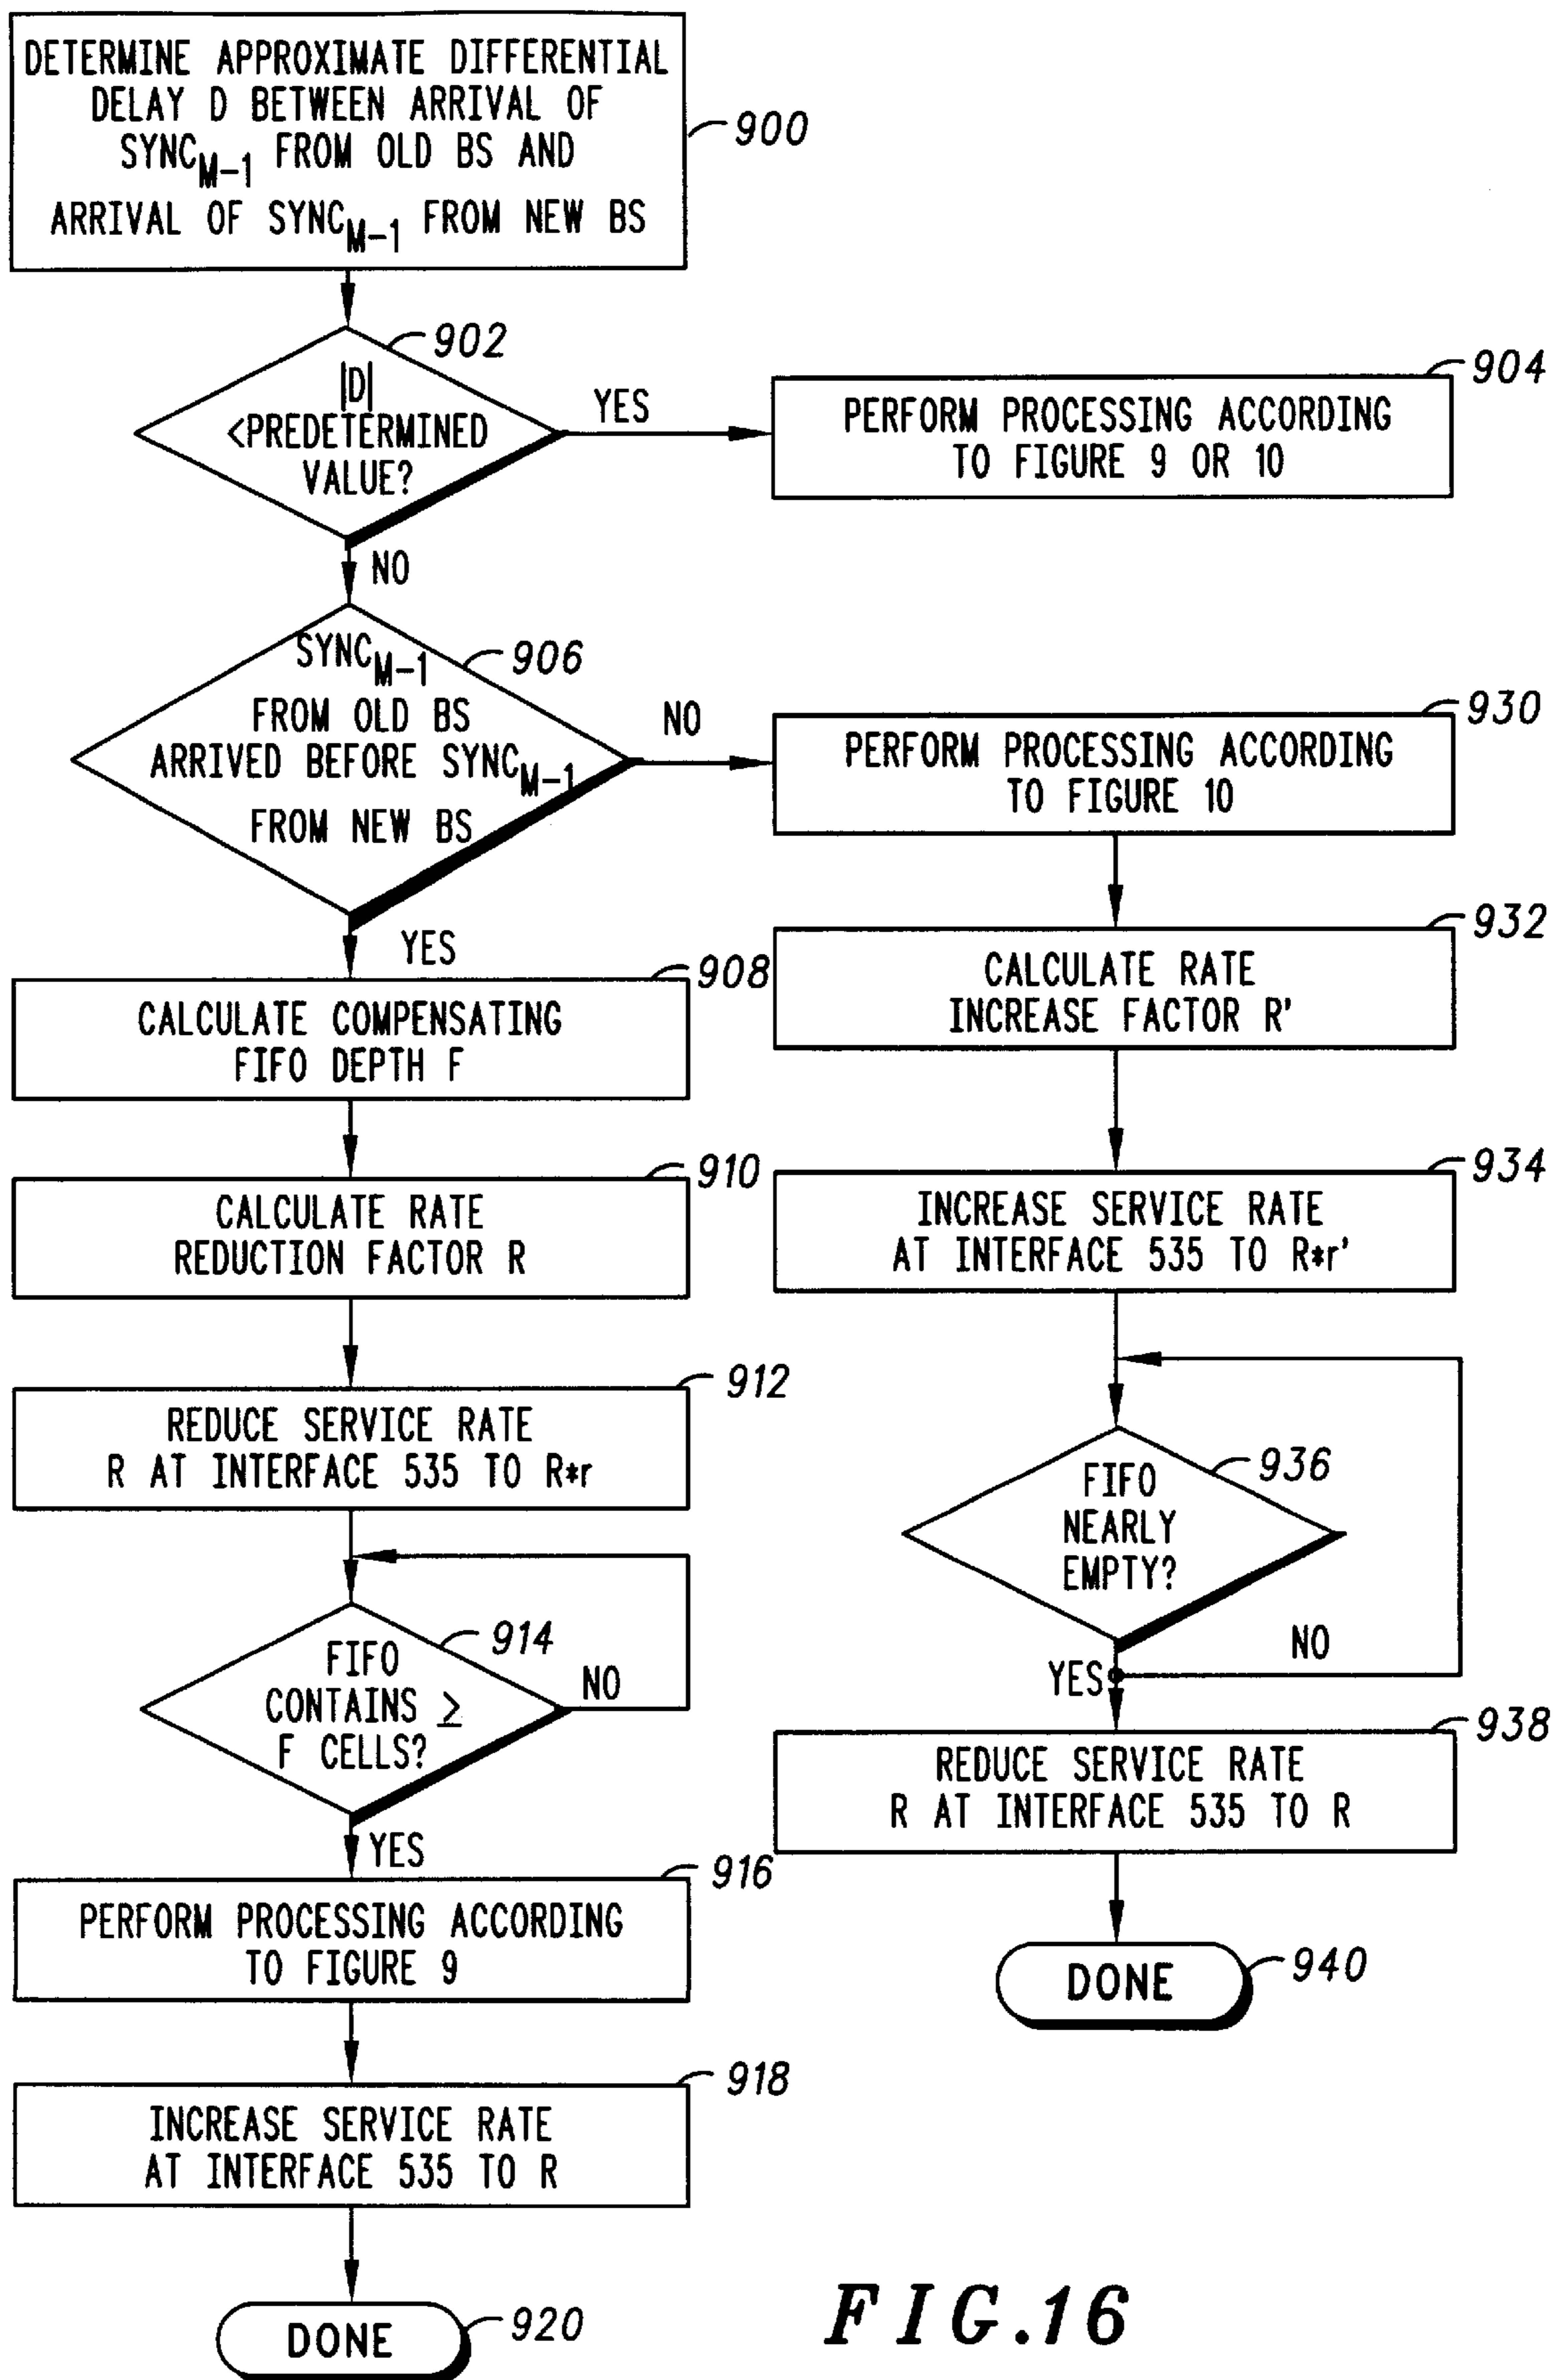 DETERMINE APPROXIMATE DIFFERENTIAL
DELAY D BETWEEN ARRIVAL OF
SYNC M-1 FROM OLD BS AND
ARRIVAL OF SYNC M-1 FROM NEW BS
900
902
|D|
<PREDETERMINED
VALUE?
YES
904
PERFORM PROCESSING ACCORDING
TO FIGURE 9 OR 10
NO
SYNC M-1
FROM OLD BS
ARRIVED BEFORE SYNC M-1
FROM NEW BS
906
NO
930
PERFORM PROCESSING ACCORDING
TO FIGURE 10
YES
908
CALCULATE COMPENSATING
FIFO DEPTH F
932
CALCULATE RATE
INCREASE FACTOR R'
910
CALCULATE RATE
REDUCTION FACTOR R
934
INCREASE SERVICE RATE
AT INTERFACE 535 TO R*r'
912
REDUCE SERVICE RATE
R AT INTERFACE 535 TO R*r
936
FIFO
NEARLY
EMPTY?
NO
YES
914
FIFO
CONTAINS ≥
F CELLS?
NO
YES
938
REDUCE SERVICE RATE
R AT INTERFACE 535 TO R
916
PERFORM PROCESSING ACCORDING
TO FIGURE 9
DONE
940
918
INCREASE SERVICE RATE
AT INTERFACE 535 TO R
DONE
920
FIG.16